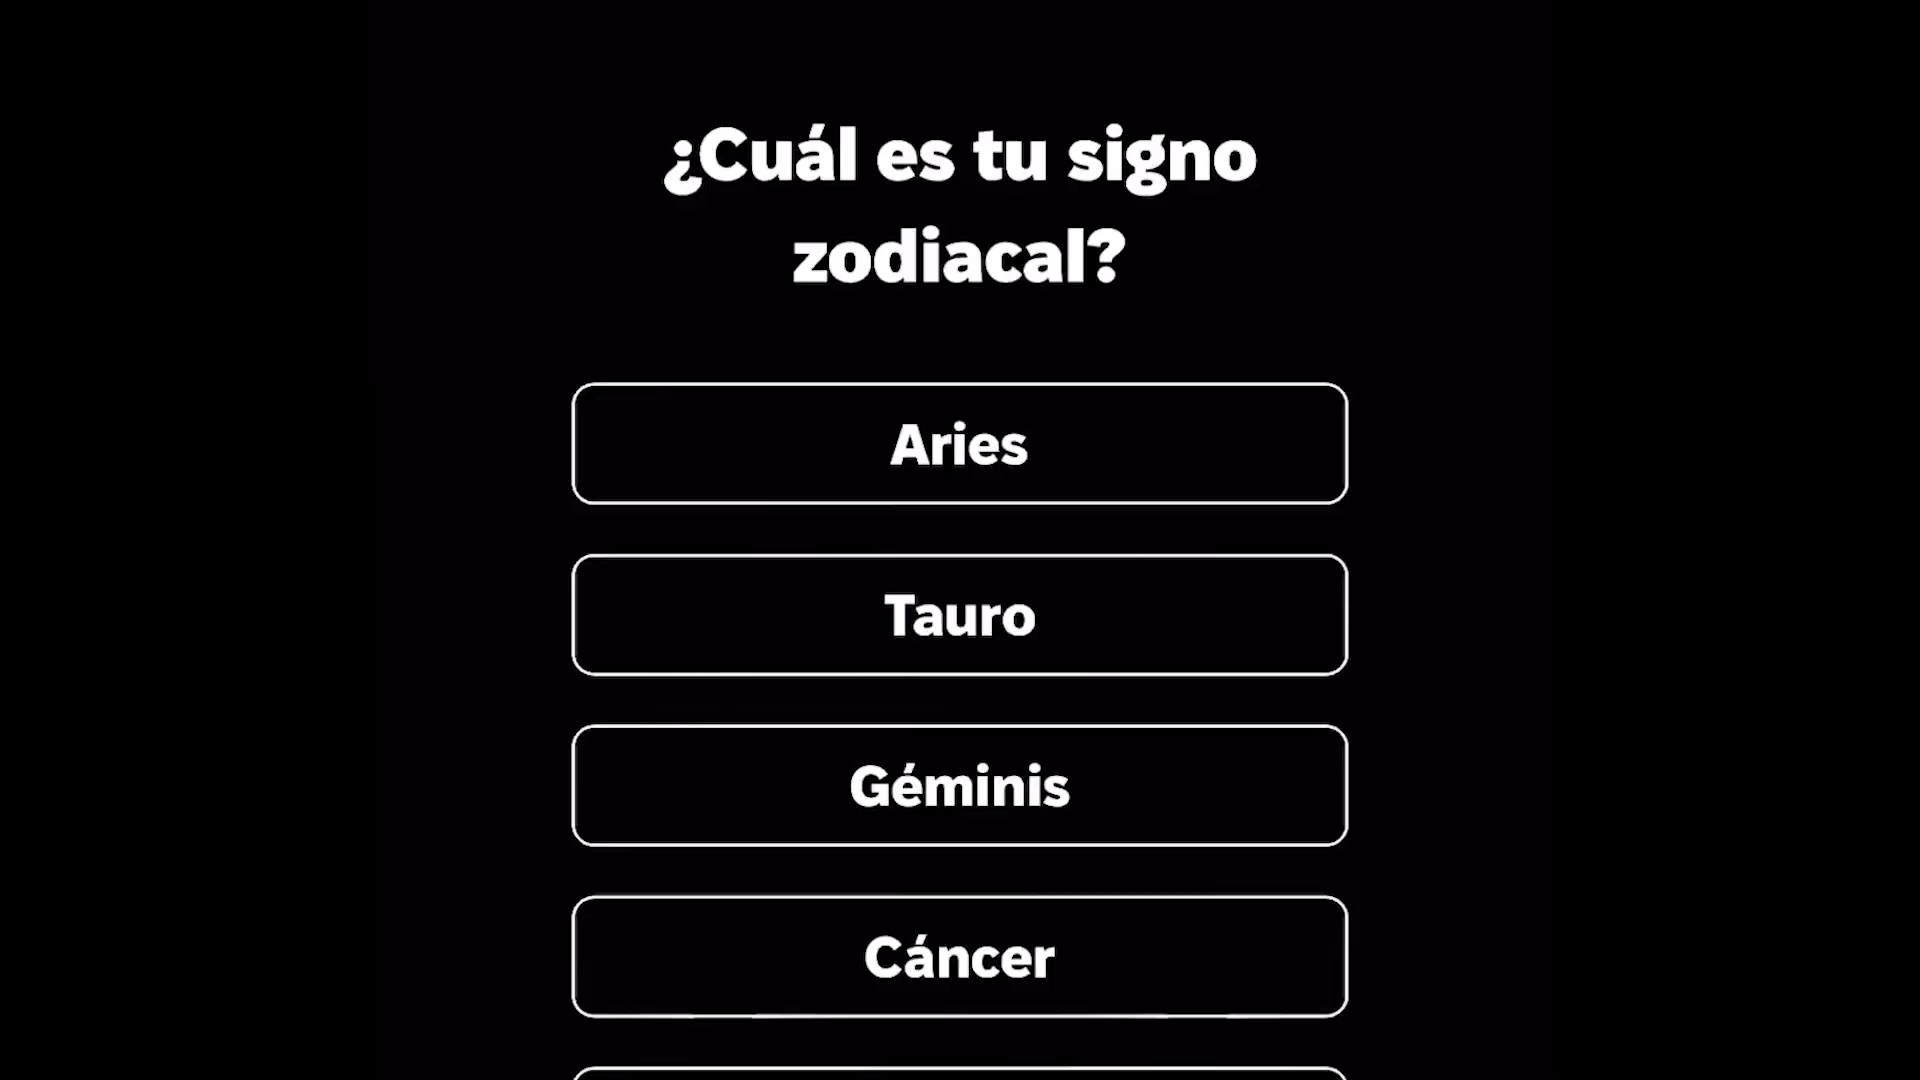 ¿Cuál es tu signo
zodiacal?
Aries
Tauro
Géminis
Cáncer